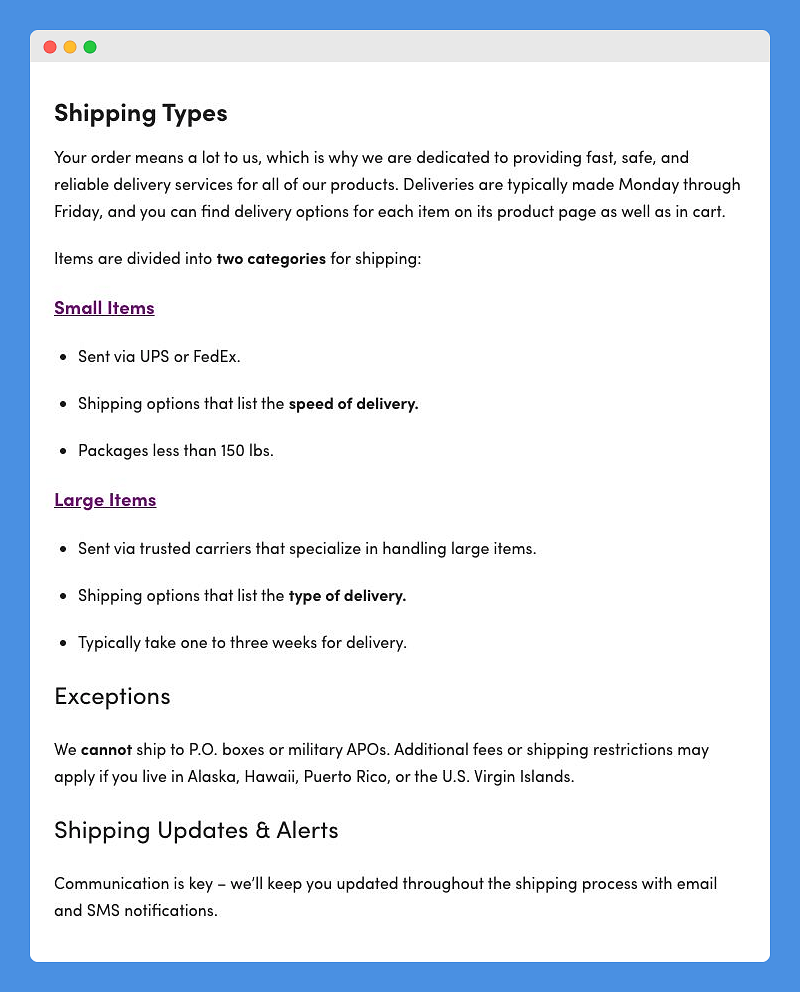 Shipping Types
Your order means a lot to us, which is why we are dedicated to providing fast, safe, and
reliable delivery services for all of our products. Deliveries are typically made Monday through
Friday, and you can find delivery options for each item on its product page as well as in cart.
Items are divided into two categories for shipping:
Small Items
• Sent via UPS or FedEx.
• Shipping options that list the speed of delivery.
• Packages less than 150 lbs.
Large Items
• Sent via trusted carriers that specialize in handling large items.
• Shipping options that list the type of delivery.
• Typically take one to three weeks for delivery.
Exceptions
We cannot ship to P.O. boxes or military APOs. Additional fees or shipping restrictions may
apply if you live in Alaska, Hawaii, Puerto Rico, or the U.S. Virgin Islands.
Shipping Updates & Alerts
Communication is key – we’ll keep you updated throughout the shipping process with email
and SMS notifications.